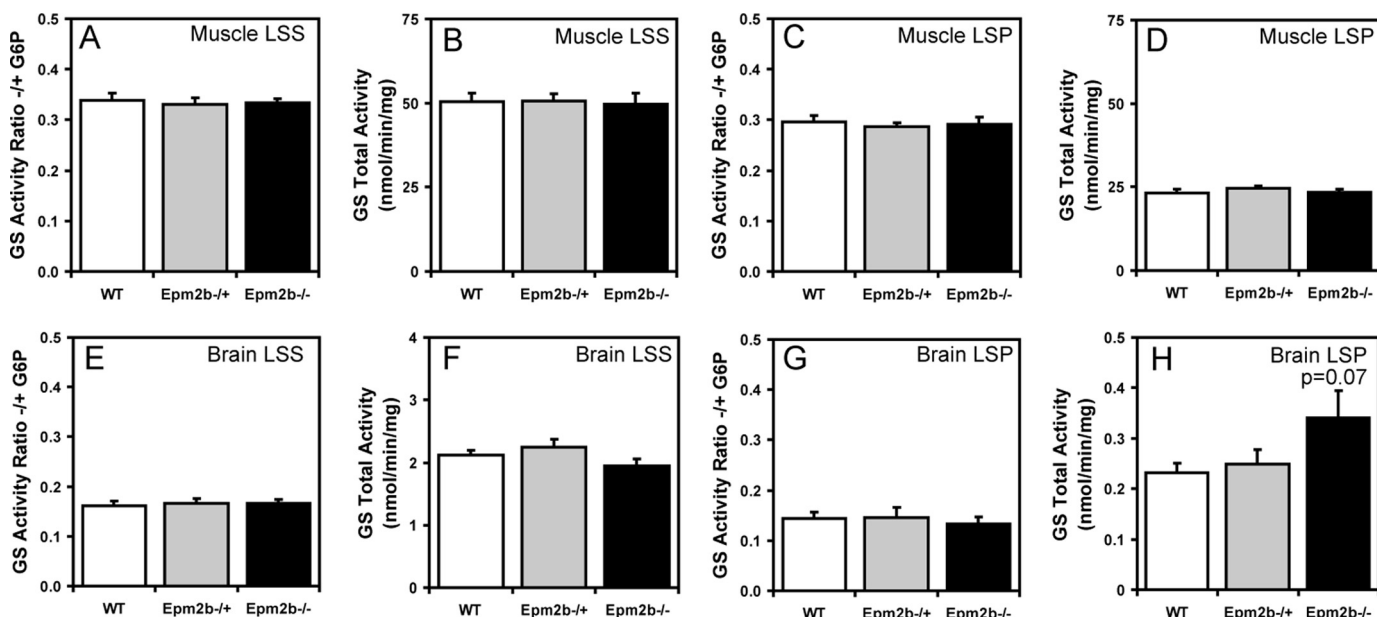 A
Muscle LSS
GS Activity Ratio -/+ G6P
0.5
0.4
0.3
0.2
0.1
0.0
WT Epm2b-/+ Epm2b-/-
B
Muscle LSS
GS Total Activity
(nmol/min/mg)
75
50
25
0
WT Epm2b-/+ Epm2b-/-
C
Muscle LSP
GS Activity Ratio -/+ G6P
0.5
0.4
0.3
0.2
0.1
0.0
WT Epm2b-/+ Epm2b-/-
D
Muscle LSP
GS Total Activity
(nmol/min/mg)
75
50
25
0
WT Epm2b-/+ Epm2b-/-
E
Brain LSS
GS Activity Ratio -/+ G6P
0.5
0.4
0.3
0.2
0.1
0.0
WT Epm2b-/+ Epm2b-/-
F
Brain LSS
GS Total Activity
(nmol/min/mg)
4
3
2
1
0
WT Epm2b-/+ Epm2b-/-
G
Brain LSP
GS Activity Ratio -/+ G6P
0.5
0.4
0.3
0.2
0.1
0.0
WT Epm2b-/+ Epm2b-/-
H
Brain LSP
p=0.07
GS Total Activity
(nmol/min/mg)
0.5
0.4
0.3
0.2
0.1
0
WT Epm2b-/+ Epm2b-/-